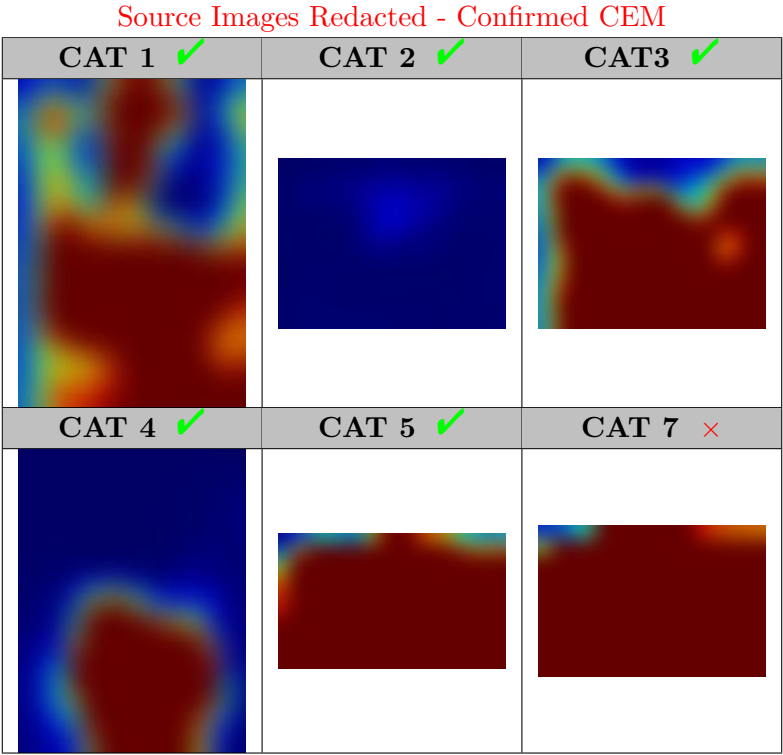 Source Images Redacted - Confirmed CEM
CAT 1 ✓ CAT 2 ✓ CAT3 ✓
CAT 4 ✓ CAT 5 ✓ CAT 7 ×